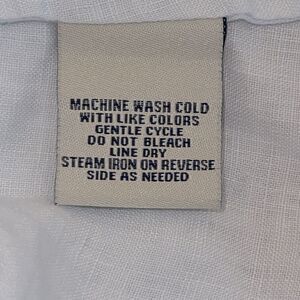 MACHINE WASH COLD
WITH LIKE COLORS
GENTLE CYCLE
DO NOT BLEACH
LINE DRY
STEAM IRON ON REVERSE
SIDE AS NEEDED